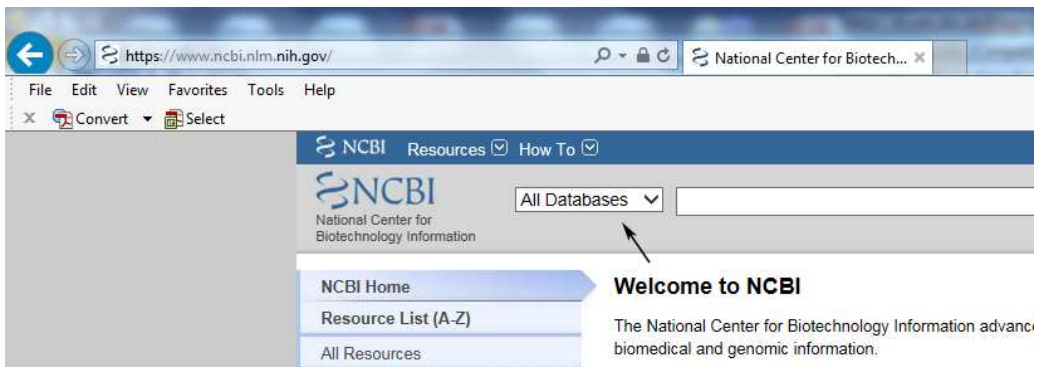 https://www.ncbi.nlm.nih.gov/
National Center for Biotech...
File Edit View Favorites Tools Help
x Convert Select
NCBI Resources How To
NCBI
National Center for
Biotechnology Information
All Databases
NCBI Home
Resource List (A-Z)
All Resources
Welcome to NCBI
The National Center for Biotechnology Information advance
biomedical and genomic information.